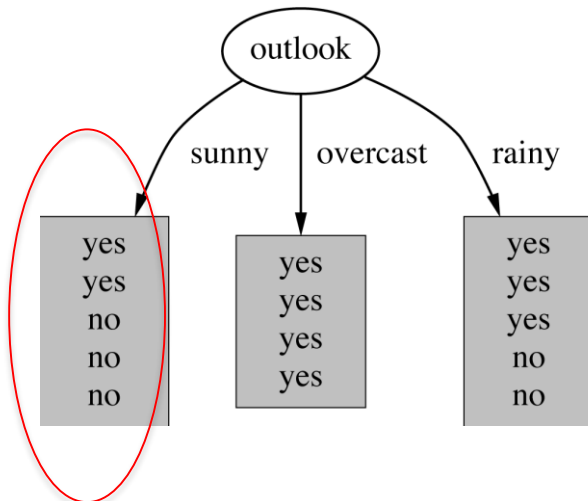 outlook
sunny
overcast
rainy
yes
yes
no
no
no
yes
yes
yes
yes
yes
yes
yes
no
no